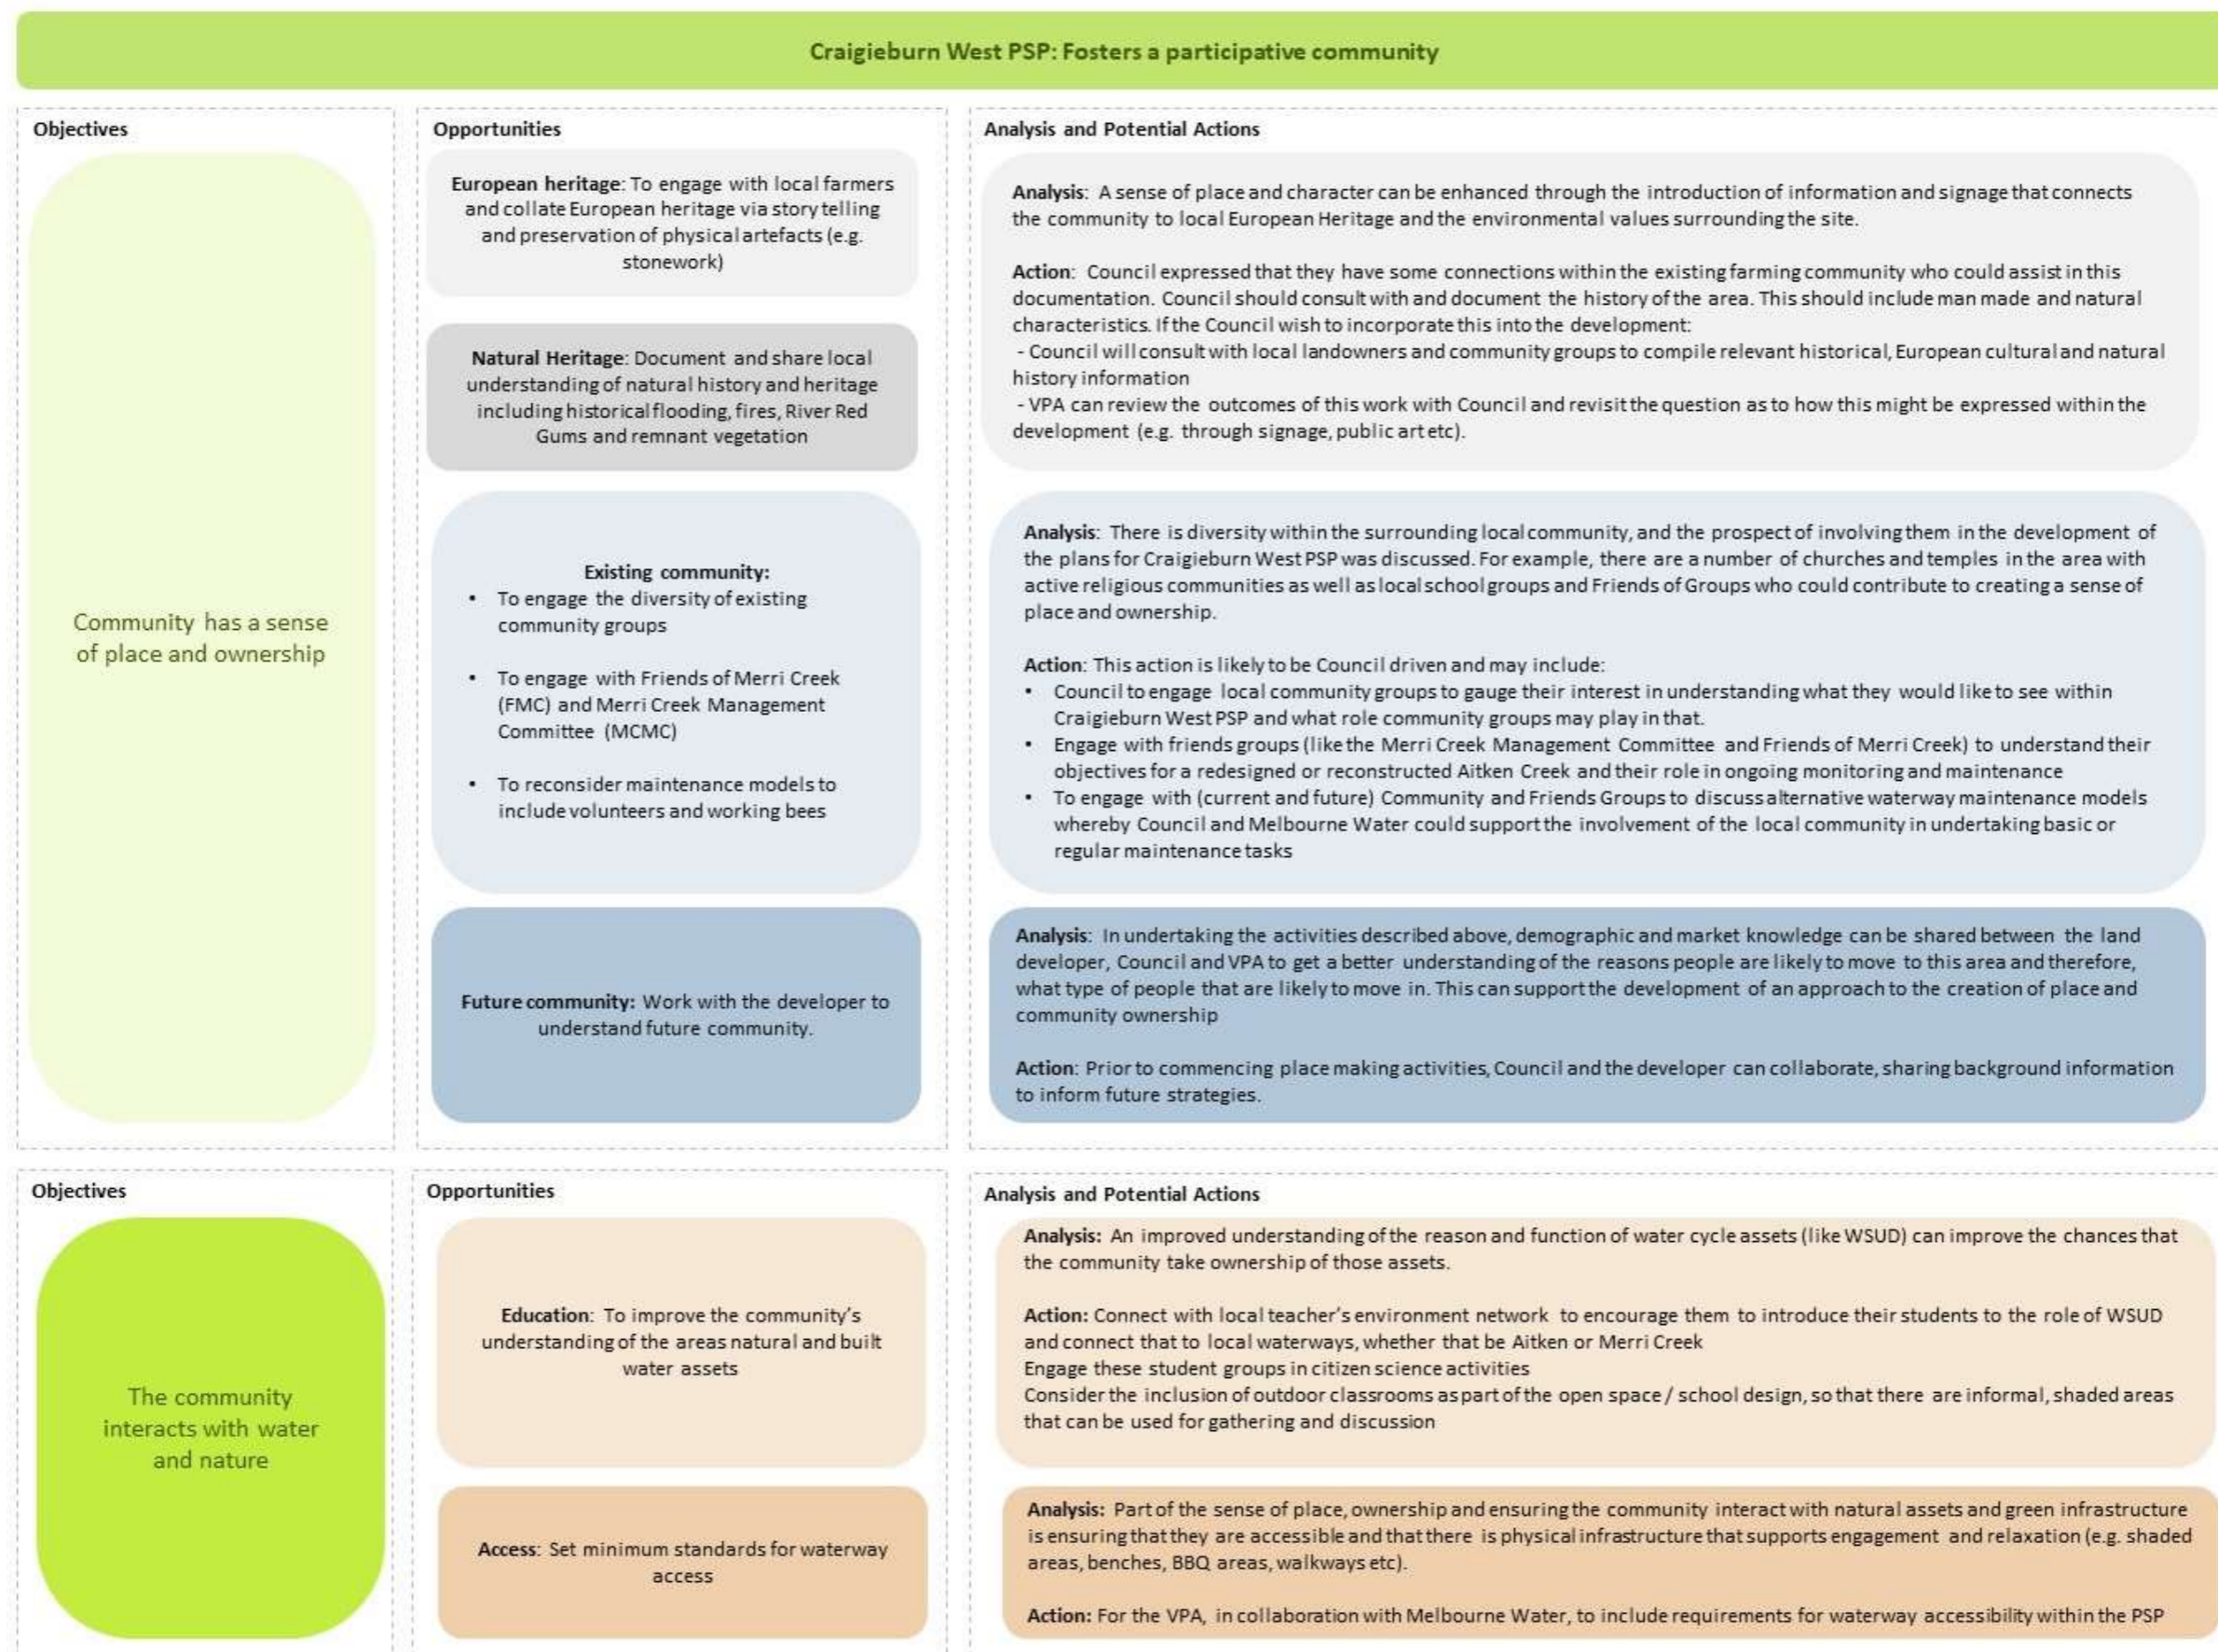 Craigieburn West PSP: Fosters a participative community
Objectives
Community has a sense
of place and ownership
Opportunities
European heritage: To engage with local farmers
and collate European heritage via story telling
and preservation of physical artefacts (e.g.
stonework)
Natural Heritage: Document and share local
understanding of natural history and heritage
including historical flooding, fires, River Red
Gums and remnant vegetation
Existing community:
• To engage the diversity of existing
community groups
• To engage with Friends of Merri Creek
(FMC) and Merri Creek Management
Committee (MCMC)
• To reconsider maintenance models to
include volunteers and working bees
Future community: Work with the developer to
understand future community.
Analysis and Potential Actions
Analysis: A sense of place and character can be enhanced through the introduction of information and signage that connects
the community to local European Heritage and the environmental values surrounding the site.
Action: Council expressed that they have some connections within the existing farming community who could assist in this
documentation. Council should consult with and document the history of the area. This should include man made and natural
characteristics. If the Council wish to incorporate this into the development:
- Council will consult with local landowners and community groups to compile relevant historical, European cultural and natural
history information
- VPA can review the outcomes of this work with Council and revisit the question as to how this might be expressed within the
development (e.g. through signage, public art etc).
Analysis: There is diversity within the surrounding local community, and the prospect of involving them in the development of
the plans for Craigieburn West PSP was discussed. For example, there are a number of churches and temples in the area with
active religious communities as well as local school groups and Friends of Groups who could contribute to creating a sense of
place and ownership.
Action: This action is likely to be Council driven and may include:
• Council to engage local community groups to gauge their interest in understanding what they would like to see within
Craigieburn West PSP and what role community groups may play in that.
• Engage with friends groups (like the Merri Creek Management Committee and Friends of Merri Creek) to understand their
objectives for a redesigned or reconstructed Aitken Creek and their role in ongoing monitoring and maintenance
• To engage with (current and future) Community and Friends Groups to discuss alternative waterway maintenance models
whereby Council and Melbourne Water could support the involvement of the local community in undertaking basic or
regular maintenance tasks
Analysis: In undertaking the activities described above, demographic and market knowledge can be shared between the land
developer, Council and VPA to get a better understanding of the reasons people are likely to move to this area and therefore,
what type of people that are likely to move in. This can support the development of an approach to the creation of place and
community ownership
Action: Prior to commencing place making activities, Council and the developer can collaborate, sharing background information
to inform future strategies.
Objectives
The community
interacts with water
and nature
Opportunities
Education: To improve the community's
understanding of the areas natural and built
water assets
Access: Set minimum standards for waterway
access
Analysis and Potential Actions
Analysis: An improved understanding of the reason and function of water cycle assets (like WSUD) can improve the chances that
the community take ownership of those assets.
Action: Connect with local teacher's environment network to encourage them to introduce their students to the role of WSUD
and connect that to local waterways, whether that be Aitken or Merri Creek
Engage these student groups in citizen science activities
Consider the inclusion of outdoor classrooms as part of the open space / school design, so that there are informal, shaded areas
that can be used for gathering and discussion
Analysis: Part of the sense of place, ownership and ensuring the community interact with natural assets and green infrastructure
is ensuring that they are accessible and that there is physical infrastructure that supports engagement and relaxation (e.g. shaded
areas, benches, BBQ areas, walkways etc).
Action: For the VPA, in collaboration with Melbourne Water, to include requirements for waterway accessibility within the PSP